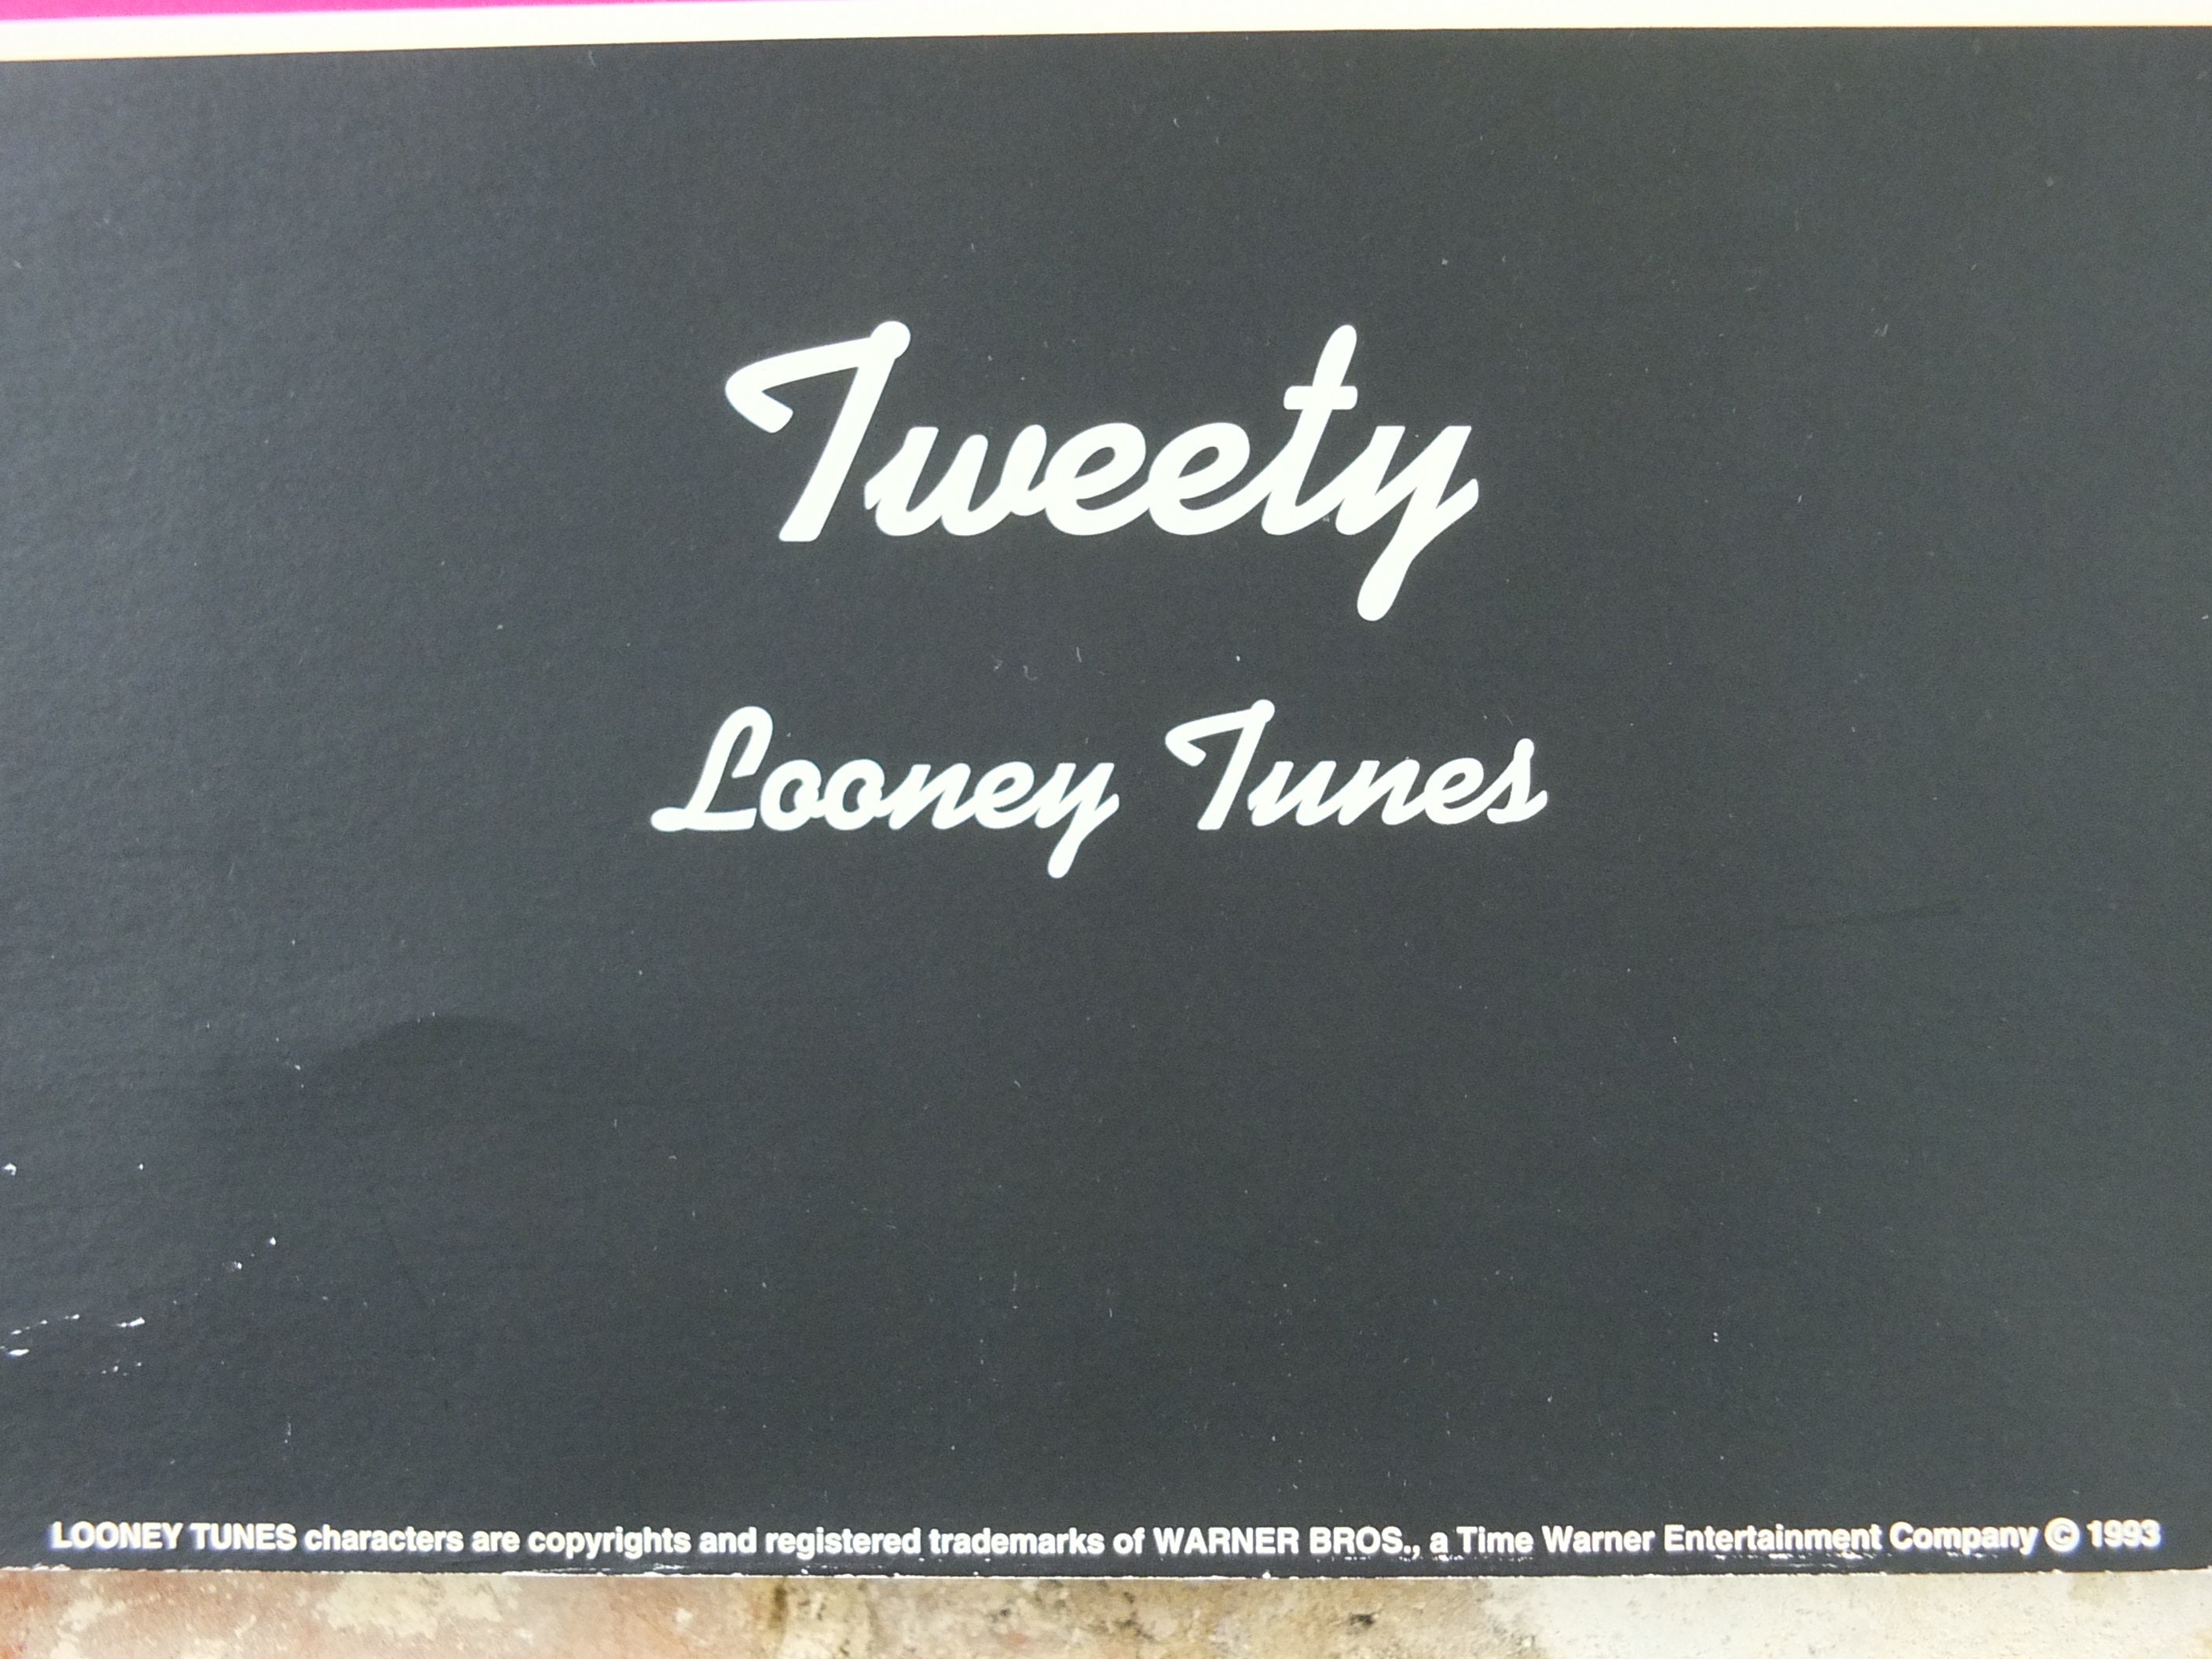 Tweety
Looney Tunes
LOONEY TUNES characters are copyrights and registered trademarks of WARNER BROS., a Time Warner Entertainment Company © 1993